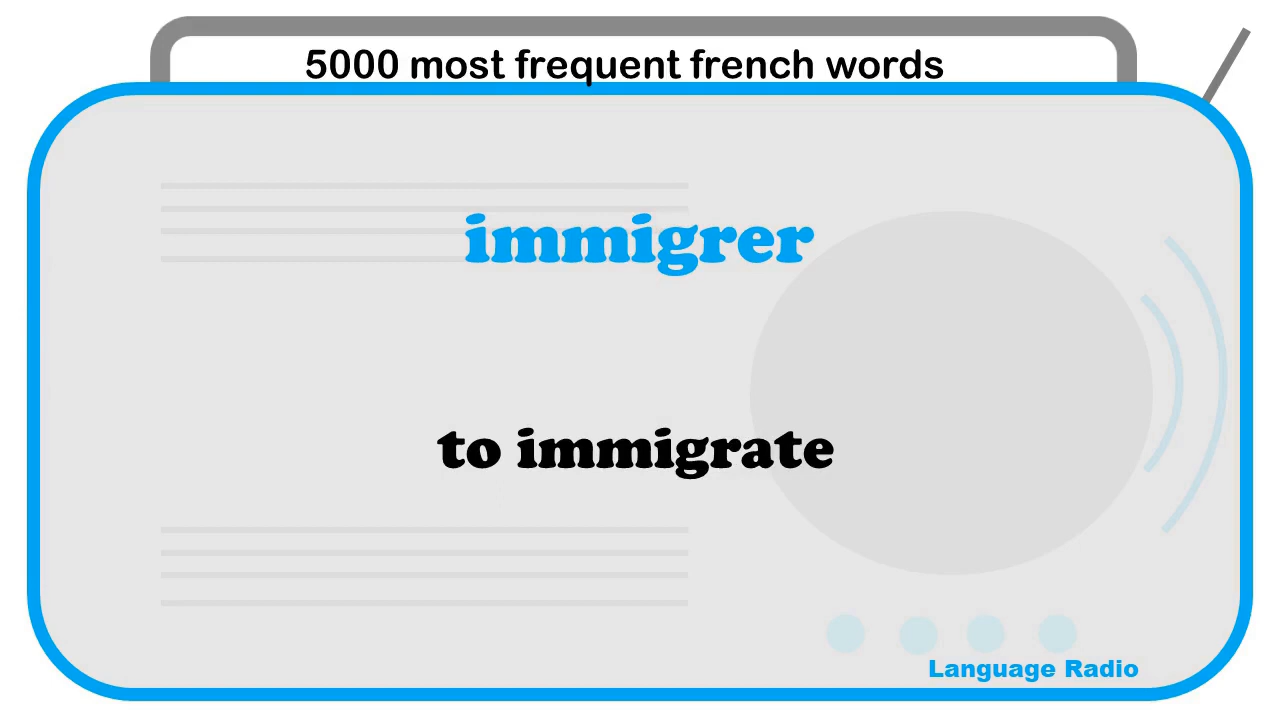 5000 most frequent french words
immigrer
to immigrate
Language Radio